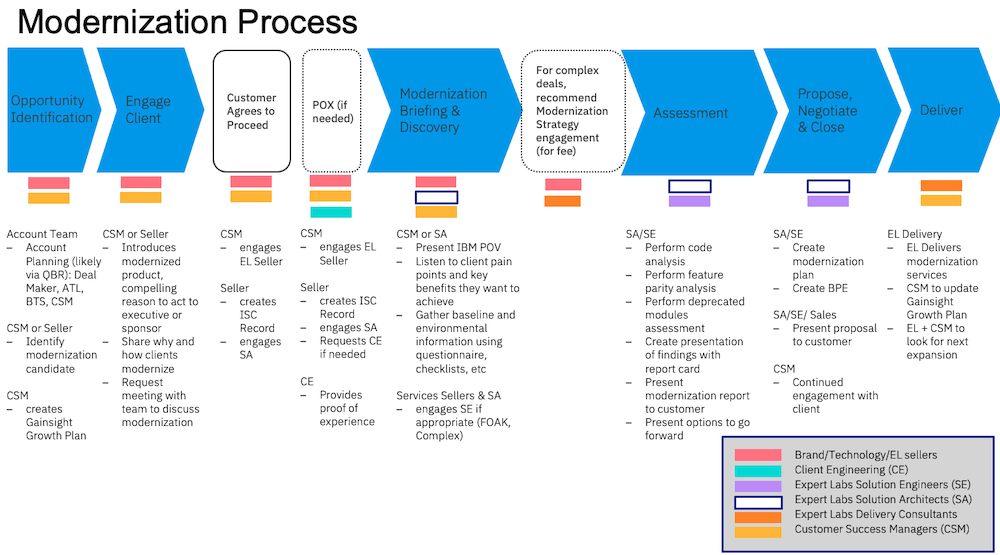 Modernization Process
Opportunity
Identification
Engage
Client
Customer
Agrees to
Proceed
POX (if
needed)
Modernization
Briefing &
Discovery
For complex
deals,
recommend
Modernization
Strategy
engagement
(for fee)
Assessment
Propose,
Negotiate
& Close
Deliver
Account Team
– Account
Planning (likely
via QBR): Deal
Maker, ATL,
BTS, CSM
CSM or Seller
– Identify
modernization
candidate
CSM
– creates
Gainsight
Growth Plan
CSM or Seller
– Introduces
modernized
product,
compelling
reason to act to
executive or
sponsor
– Share why and
how clients
modernize
– Request
meeting with
team to discuss
modernization
CSM
– engages
EL Seller
Seller
– creates
ISC
Record
– engages
SA
CSM
– engages EL
Seller
Seller
– creates ISC
Record
– engages SA
– Requests CE
if needed
CE
– Provides
proof of
experience
CSM or SA
– Present IBM POV
– Listen to client pain
points and key
benefits they want to
achieve
– Gather baseline and
environmental
information using
questionnaire,
checklists, etc
Services Sellers & SA
– engages SE if
appropriate (FOAK,
Complex)
SA/SE
– Perform code
analysis
– Perform feature
parity analysis
– Perform deprecated
modules
assessment
– Create presentation
of findings with
report card
– Present
modernization report
to customer
– Present options to go
forward
SA/SE
– Create
modernization
plan
– Create BPE
SA/SE/ Sales
– Present proposal
to customer
CSM
– Continued
engagement with
client
EL Delivery
– EL Delivers
modernization
services
– CSM to update
Gainsight
Growth Plan
– EL + CSM to
look for next
expansion
Brand/Technology/EL sellers
Client Engineering (CE)
Expert Labs Solution Engineers (SE)
Expert Labs Solution Architects (SA)
Expert Labs Delivery Consultants
Customer Success Managers (CSM)